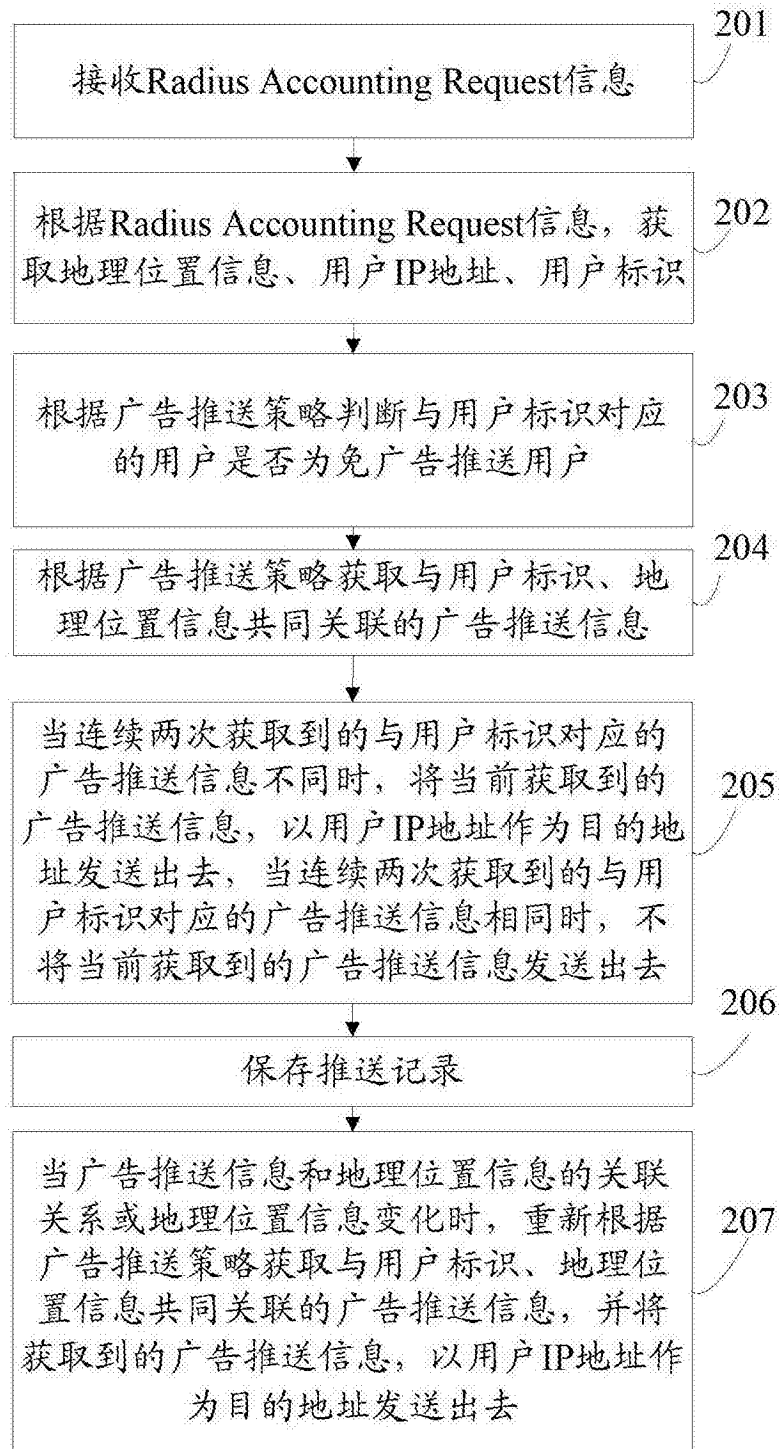 201
接收Radius Accounting Request信息
202
根据Radius Accounting Request信息，获
取地理位置信息、用户IP地址、用户标识
203
根据广告推送策略判断与用户标识对应
的用户是否为免广告推送用户
204
根据广告推送策略获取与用户标识、地
理位置信息共同关联的广告推送信息
205
当连续两次获取到的与用户标识对应的
广告推送信息不同时，将当前获取到的
广告推送信息，以用户IP地址作为目的地
址发送出去，当连续两次获取到的与用
户标识对应的广告推送信息相同时，不
将当前获取到的广告推送信息发送出去
206
保存推送记录
207
当广告推送信息和地理位置信息的关联
关系或地理位置信息变化时，重新根据
广告推送策略获取与用户标识、地理位
置信息共同关联的广告推送信息，并将
获取到的广告推送信息，以用户IP地址作
为目的地址发送出去